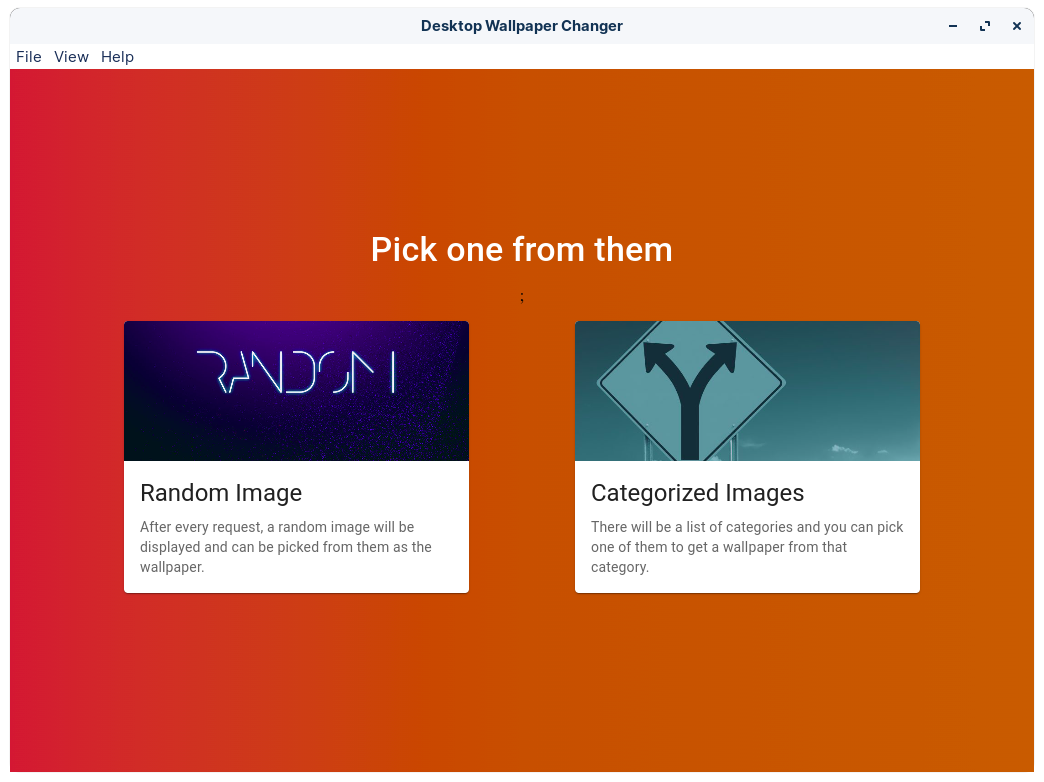 Desktop Wallpaper Changer
File View Help
Pick one from them
;
RANDOM
Random Image
After every request, a random image will be
displayed and can be picked from them as the
wallpaper.
Categorized Images
There will be a list of categories and you can pick
one of them to get a wallpaper from that
category.